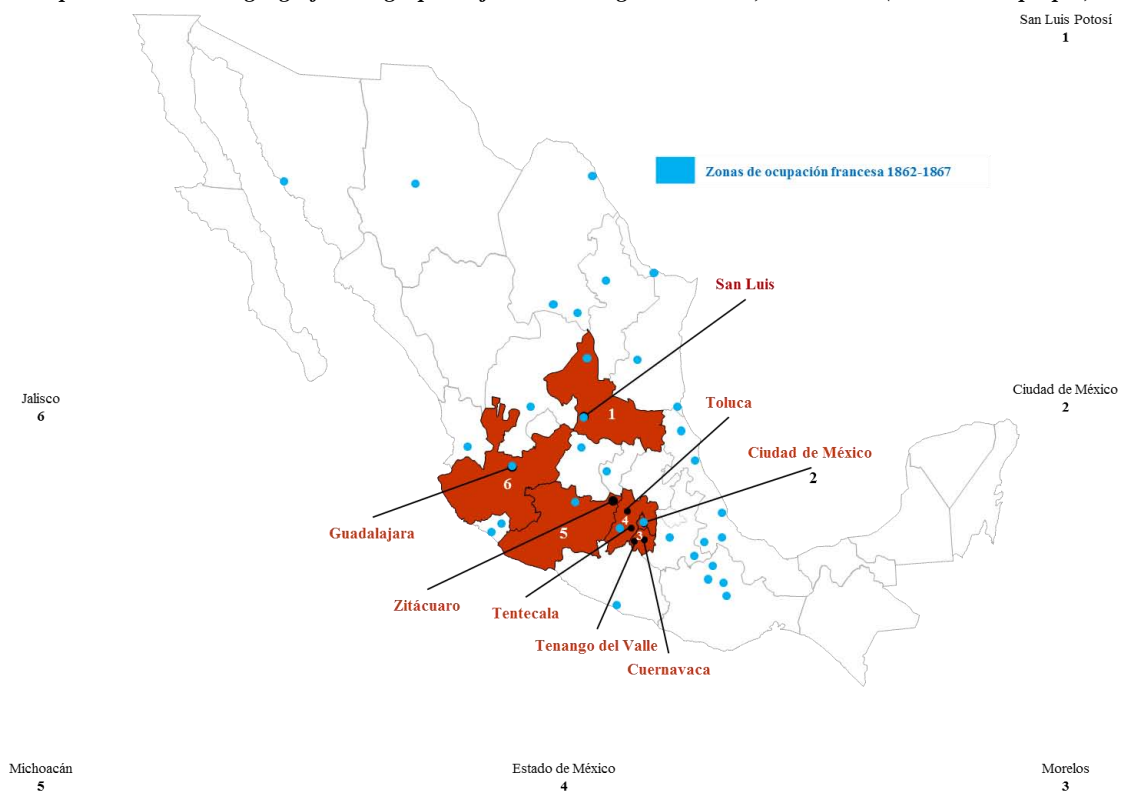 San Luis Potosí
1
Zonas de ocupación francesa 1862-1867
San Luis
Jalisco
6
Ciudad de México
2
Toluca
1
Ciudad de México
2
6
4
3
5
Guadalajara
Zitácuaro
Tentecala
Tenango del Valle
Cuernavaca
Michoacán
5
Estado de México
4
Morelos
3